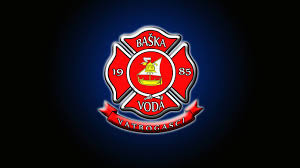 BAŠKA
19 85
VODA
VATROGASCI